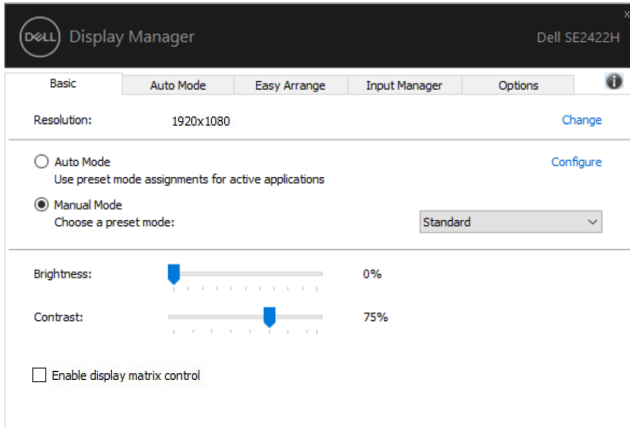 DELL Display Manager
Dell SE2422H
x
Basic Auto Mode Easy Arrange Input Manager Options i
Resolution: 1920x1080 Change
Auto Mode Configure
Use preset mode assignments for active applications
Manual Mode
Choose a preset mode: Standard
Brightness: 0%
Contrast: 75%
Enable display matrix control